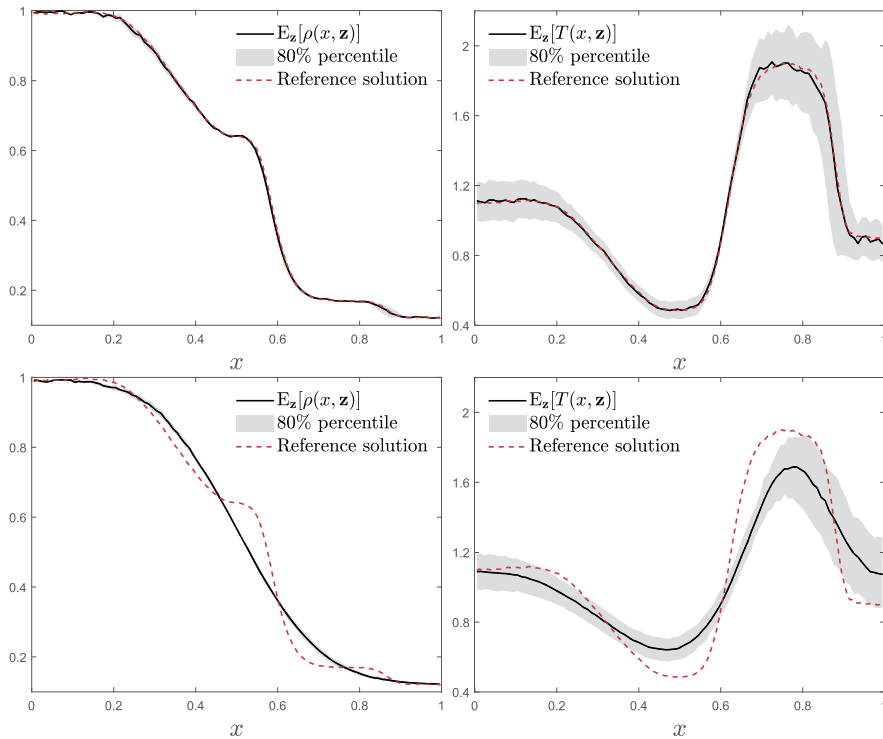 1
0.8
0.6
0.4
0.2
0 0.2 0.4 0.6 0.8 1
x
E_z[ρ(x, z)]
80% percentile
Reference solution
2
1.6
1.2
0.8
0.4
0 0.2 0.4 0.6 0.8 1
x
E_z[T(x, z)]
80% percentile
Reference solution
1
0.8
0.6
0.4
0.2
0 0.2 0.4 0.6 0.8 1
x
E_z[ρ(x, z)]
80% percentile
Reference solution
2
1.6
1.2
0.8
0.4
0 0.2 0.4 0.6 0.8 1
x
E_z[T(x, z)]
80% percentile
Reference solution